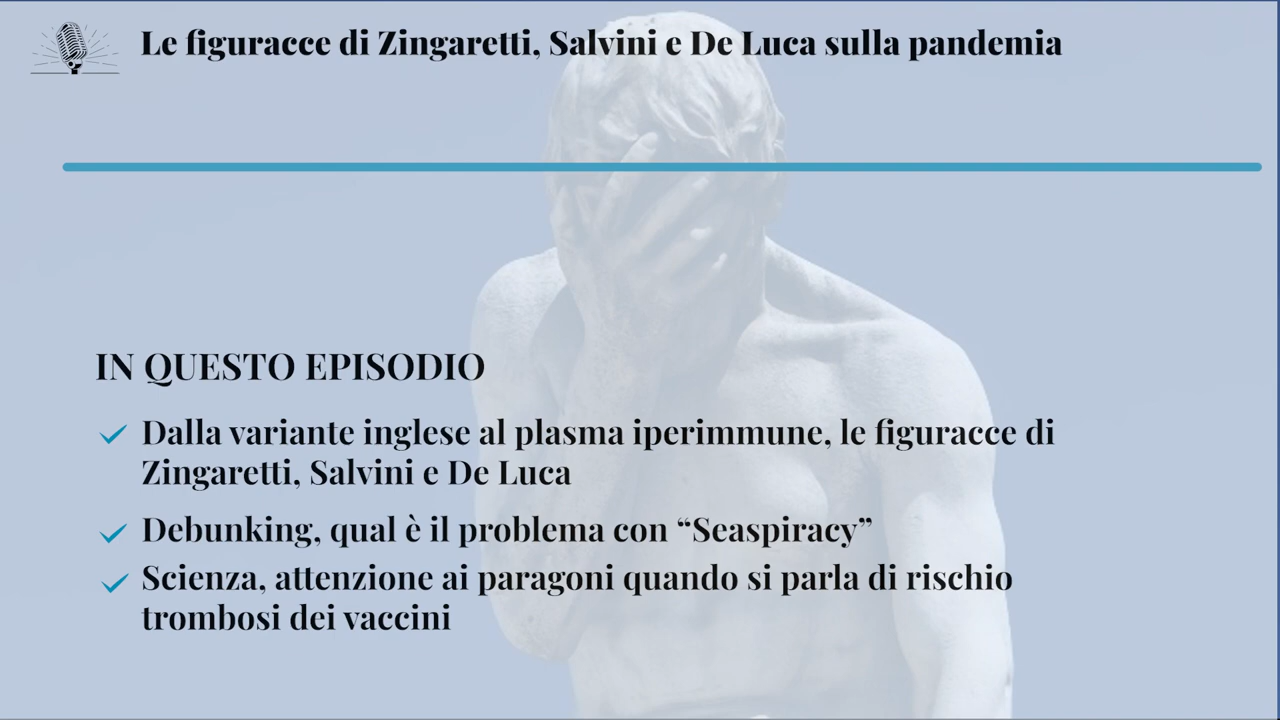 Le figuracce di Zingaretti, Salvini e De Luca sulla pandemia
IN QUESTO EPISODIO
Dalla variante inglese al plasma iperimmune, le figuracce di
Zingaretti, Salvini e De Luca
Debunking, qual è il problema con “Seaspiracy”
Scienza, attenzione ai paragoni quando si parla di rischio
trombosi dei vaccini